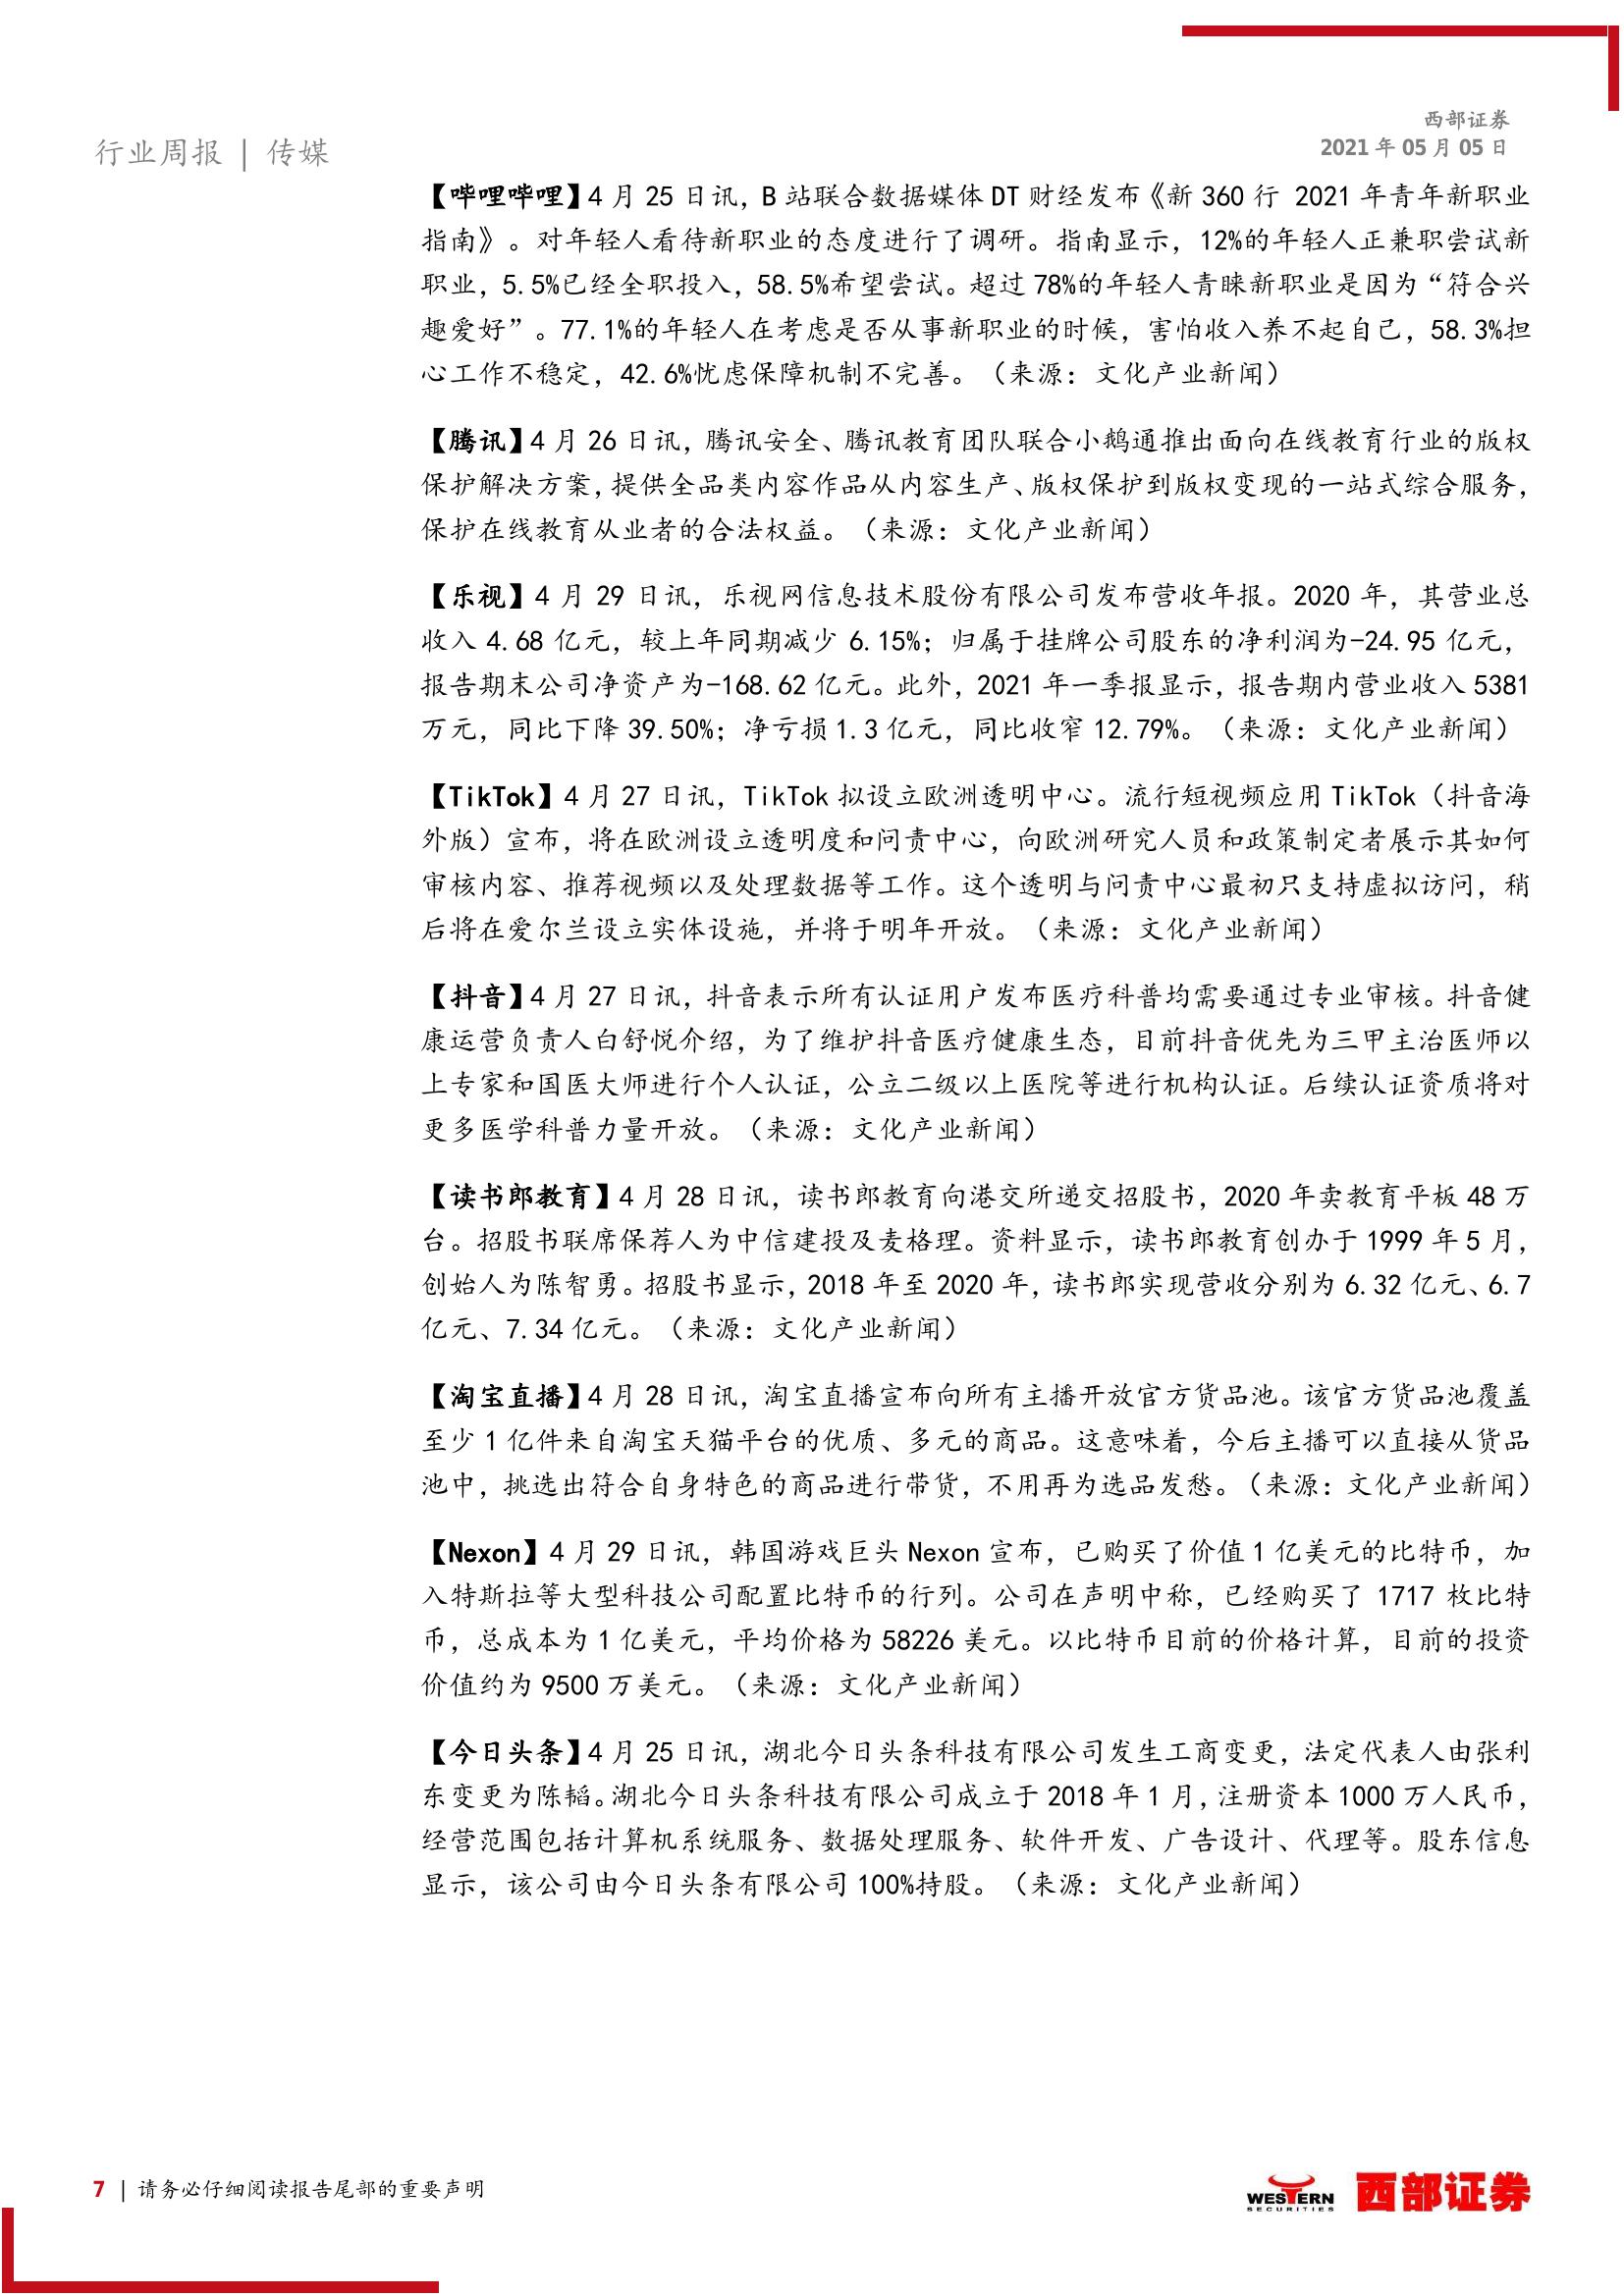 西部证券
2021 年 05 月 05 日
行业周报 | 传媒
【哔哩哔哩】4 月 25 日讯，B 站联合数据媒体 DT 财经发布《新 360 行 2021 年青年新职业
指南》。对年轻人看待新职业的态度进行了调研。指南显示，12%的年轻人正兼职尝试新
职业，5.5%已经全职投入，58.5%希望尝试。超过 78%的年轻人青睐新职业是因为“符合兴
趣爱好”。77.1%的年轻人在考虑是否从事新职业的时候，害怕收入养不起自己，58.3%担
心工作不稳定，42.6%忧虑保障机制不完善。（来源：文化产业新闻）
【腾讯】4 月 26 日讯，腾讯安全、腾讯教育团队联合小鹅通推出面向在线教育行业的版权
保护解决方案，提供全品类内容作品从内容生产、版权保护到版权变现的一站式综合服务，
保护在线教育从业者的合法权益。（来源：文化产业新闻）
【乐视】4 月 29 日讯，乐视网信息技术股份有限公司发布营收年报。2020 年，其营业总
收入 4.68 亿元，较上年同期减少 6.15%；归属于挂牌公司股东的净利润为-24.95 亿元，
报告期末公司净资产为-168.62 亿元。此外，2021 年一季报显示，报告期内营业收入 5381
万元，同比下降 39.50%；净亏损 1.3 亿元，同比收窄 12.79%。（来源：文化产业新闻）
【TikTok】4 月 27 日讯，TikTok 拟设立欧洲透明中心。流行短视频应用 TikTok（抖音海
外版）宣布，将在欧洲设立透明度和问责中心，向欧洲研究人员和政策制定者展示其如何
审核内容、推荐视频以及处理数据等工作。这个透明与问责中心最初只支持虚拟访问，稍
后将在爱尔兰设立实体设施，并将于明年开放。（来源：文化产业新闻）
【抖音】4 月 27 日讯，抖音表示所有认证用户发布医疗科普均需要通过专业审核。抖音健
康运营负责人白舒悦介绍，为了维护抖音医疗健康生态，目前抖音优先为三甲主治医师以
上专家和国医大师进行个人认证，公立二级以上医院等进行机构认证。后续认证资质将对
更多医学科普力量开放。（来源：文化产业新闻）
【读书郎教育】4 月 28 日讯，读书郎教育向港交所递交招股书，2020 年卖教育平板 48 万
台。招股书联席保荐人为中信建投及麦格理。资料显示，读书郎教育创办于 1999 年 5 月，
创始人为陈智勇。招股书显示，2018 年至 2020 年，读书郎实现营收分别为 6.32 亿元、6.7
亿元、7.34 亿元。（来源：文化产业新闻）
【淘宝直播】4 月 28 日讯，淘宝直播宣布向所有主播开放官方货品池。该官方货品池覆盖
至少 1 亿件来自淘宝天猫平台的优质、多元的商品。这意味着，今后主播可以直接从货品
池中，挑选出符合自身特色的商品进行带货，不用再为选品发愁。（来源：文化产业新闻）
【Nexon】4 月 29 日讯，韩国游戏巨头 Nexon 宣布，已购买了价值 1 亿美元的比特币，加
入特斯拉等大型科技公司配置比特币的行列。公司在声明中称，已经购买了 1717 枚比特
币，总成本为 1 亿美元，平均价格为 58226 美元。以比特币目前的价格计算，目前的投资
价值约为 9500 万美元。（来源：文化产业新闻）
【今日头条】4 月 25 日讯，湖北今日头条科技有限公司发生工商变更，法定代表人由张利
东变更为陈韬。湖北今日头条科技有限公司成立于 2018 年 1 月，注册资本 1000 万人民币，
经营范围包括计算机系统服务、数据处理服务、软件开发、广告设计、代理等。股东信息
显示，该公司由今日头条有限公司 100%持股。（来源：文化产业新闻）
7 | 请务必仔细阅读报告尾部的重要声明
WESTERN
SECURITIES
西部证券